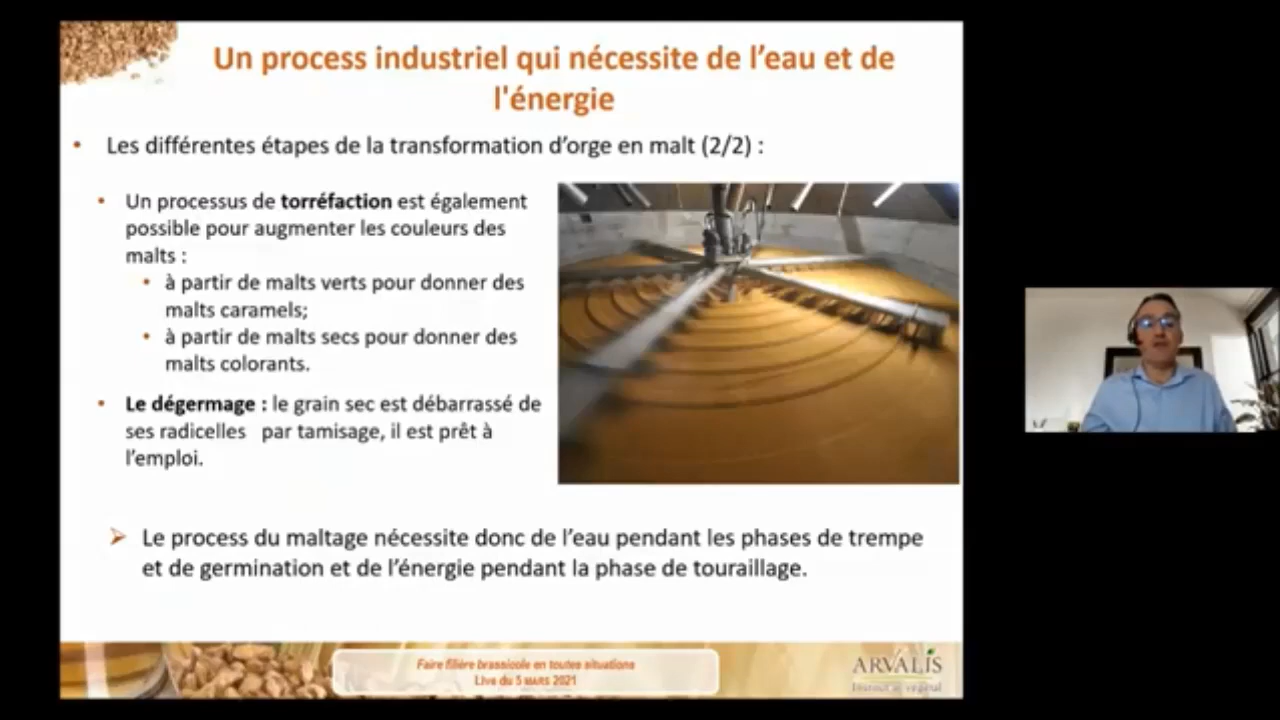 Un process industriel qui nécessite de l’eau et de
l'énergie
• Les différentes étapes de la transformation d’orge en malt (2/2) :
• Un processus de torréfaction est également
possible pour augmenter les couleurs des
malts :
• à partir de malts verts pour donner des
malts caramels;
• à partir de malts secs pour donner des
malts colorants.
• Le dégermage : le grain sec est débarrassé de
ses radicelles par tamisage, il est prêt à
l’emploi.
➢ Le process du maltage nécessite donc de l’eau pendant les phases de trempe
et de germination et de l’énergie pendant la phase de touraillage.
Faire filière brassicole en toutes situations
Live du 5 mars 2021
ARVALIS
Institut du végétal